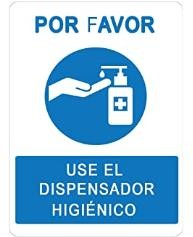 POR FAVOR
USE EL
DISPENSADOR
HIGIÉNICO